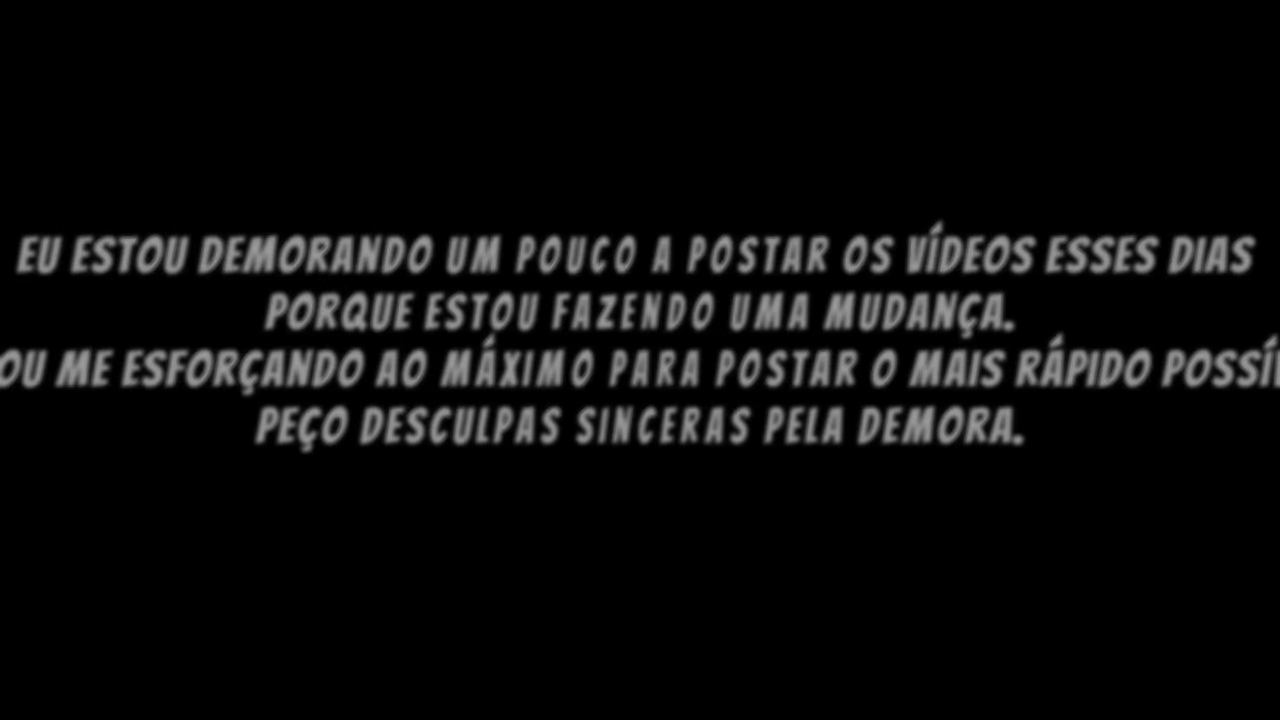 EU ESTOU DEMORANDO UM POUCO A POSTAR OS VÍDEOS ESSES DIAS
PORQUE ESTOU FAZENDO UMA MUDANÇA.
OU ME ESFORÇANDO AO MÁXIMO PARA POSTAR O MAIS RÁPIDO
PEÇO DESCULPAS SINCERAS PELA DEMORA.